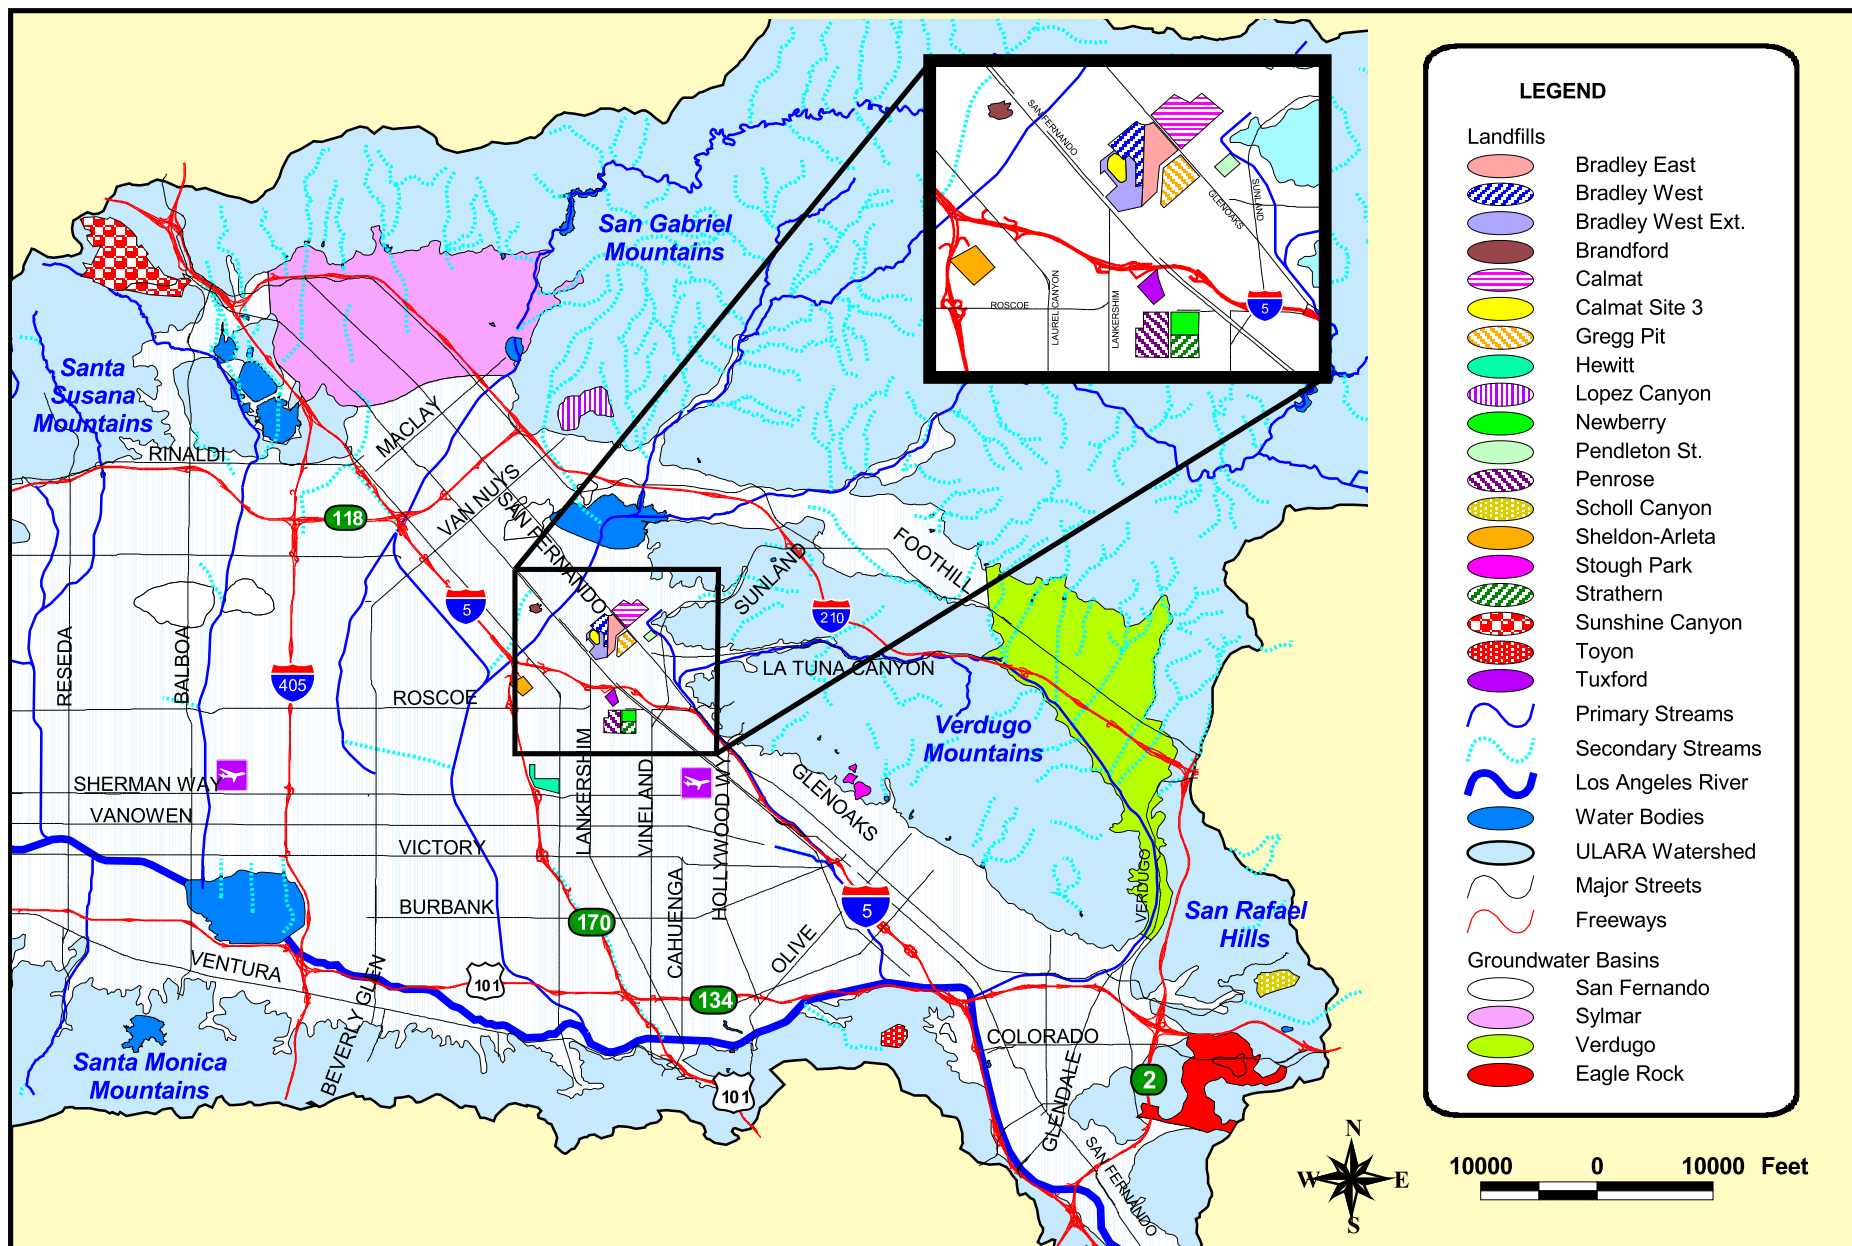 San Gabriel
Mountains
Santa
Susana
Mountains
RINALDI
MACLAY
VAN NUYS
SAN FERNANDO
118
5
405
210
FOOTHILL
SUNLAND
LA TUNA CANYON
RESEDA
BALBOA
ROSCOE
Verdugo
Mountains
SHERMAN WAY
VANOWEN
VICTORY
BURBANK
LANKERSHIM
VINELAND
HOLLYWOOD WY
CAHUENGA
GLENOAKS
OLIVE
VERDUGO
San Rafael
Hills
5
170
VENTURA
BEVERLY GLEN
101
134
COLORADO
GLENDALE
2
Santa Monica
Mountains
101
SAN FERNANDO
SAN FERNANDO
GLENOAKS
SUNLAND
ROSCOE
LAUREL CANYON
LANKERSHIM
5
LEGEND
Landfills
Bradley East
Bradley West
Bradley West Ext.
Brandford
Calmat
Calmat Site 3
Gregg Pit
Hewitt
Lopez Canyon
Newberry
Pendleton St.
Penrose
Scholl Canyon
Sheldon-Arleta
Stough Park
Strathern
Sunshine Canyon
Toyon
Tuxford
Primary Streams
Secondary Streams
Los Angeles River
Water Bodies
ULARA Watershed
Major Streets
Freeways
Groundwater Basins
San Fernando
Sylmar
Verdugo
Eagle Rock
N
W E
S
10000 0 10000 Feet